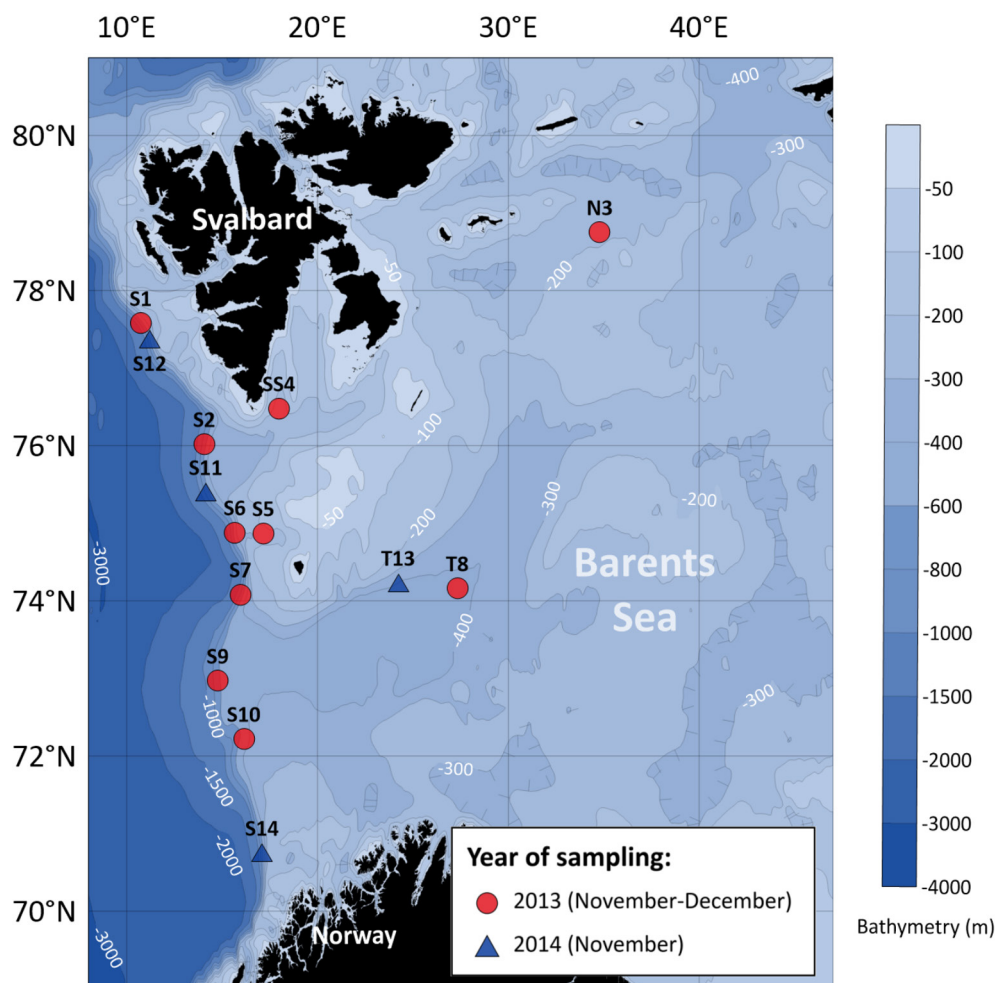 10°E 20°E 30°E 40°E
-400
80°N
-300
-50
Svalbard
N3
-100
-50
-200
78°N
S1
-200
S12
-300
SS4
S2
-100
-400
76°N
S11
-300
-200
-600
S6 S5
-50
-200
-3000
T13 T8
Barents
-800
S7
74°N
Sea
-400
-1000
S9
-300
-1000
S10
-1500
72°N
-300
-1500
-2000
S14
-2000
Year of sampling:
-3000
2013 (November-December)
70°N
-4000
Norway
2014 (November)
Bathymetry (m)
-3000